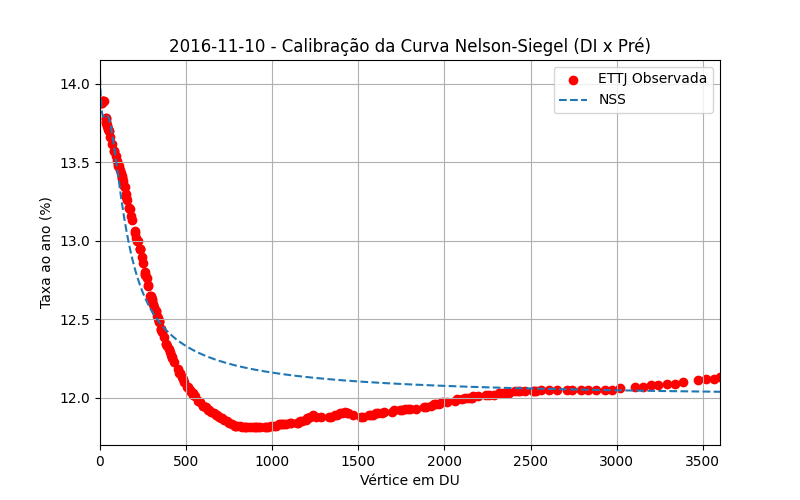 2016-11-10 - Calibração da Curva Nelson-Siegel (DI x Pré)
ETTJ Observada
NSS
Taxa ao ano (%)
14.0
13.5
13.0
12.5
12.0
0 500 1000 1500 2000 2500 3000 3500
Vértice em DU